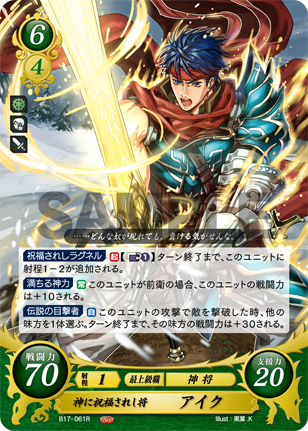 6
4
SAMPLE
……どんな奴が現れても、負ける気がせんな。
祝福されしラグネル 起 [1] ターン終了まで、このユニットに
射程1－2が追加される。
満ちる神力 常 このユニットが前衛の場合、このユニットの戦闘力
は＋10される。
伝説の目撃者 自 このユニットの攻撃で敵を撃破した時、他の
味方を1体選ぶ。ターン終了まで、その味方の戦闘力は＋30される。
戦闘力
70
射程 1 最上級職 神将
支援力
20
神に祝福されし将 アイク
B17-061R
Illust：黒葉.K